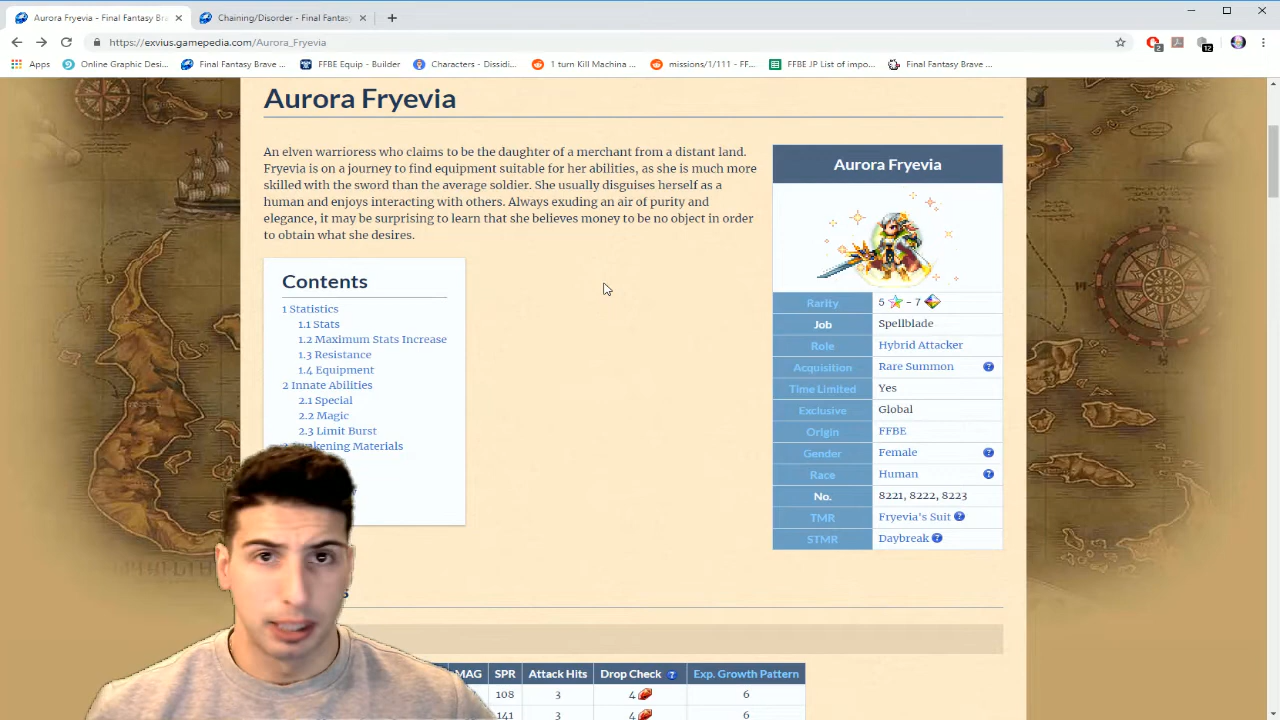 Aurora Fryevia - Final Fantasy Bra
Chaining/Disorder - Final Fantasy
https://exvius.gamepedia.com/Aurora_Fryevia
2
12
Apps
Online Graphic Des...
Final Fantasy Brave ...
FFBE Equip - Builder
Characters - Dissidi...
1 turn Kill Machina ...
missions/1/111 - FF...
FFBE JP List of impo...
Final Fantasy Brave ...
Aurora Fryevia
An elven warrioress who claims to be the daughter of a merchant from a distant land.
Fryevia is on a journey to find equipment suitable for her abilities, as she is much more
skilled with the sword than the average soldier. She usually disguises herself as a
human and enjoys interacting with others. Always exuding an air of purity and
elegance, it may be surprising to learn that she believes money to be no object in order
to obtain what she desires.
Contents
1 Statistics
1.1 Stats
1.2 Maximum Stats Increase
1.3 Resistance
1.4 Equipment
2 Innate Abilities
2.1 Special
2.2 Magic
2.3 Limit Burst
Materials
Aurora Fryevia
Rarity 5 - 7
Job Spellblade
Role Hybrid Attacker
Acquisition Rare Summon
Time Limited Yes
Exclusive Global
Origin FFBE
Gender Female
Race Human
No. 8221, 8222, 8223
TMR Fryevia's Suit
STMR Daybreak
MAG SPR Attack Hits Drop Check Exp. Growth Pattern
108 3 4 6
141 3 4 6